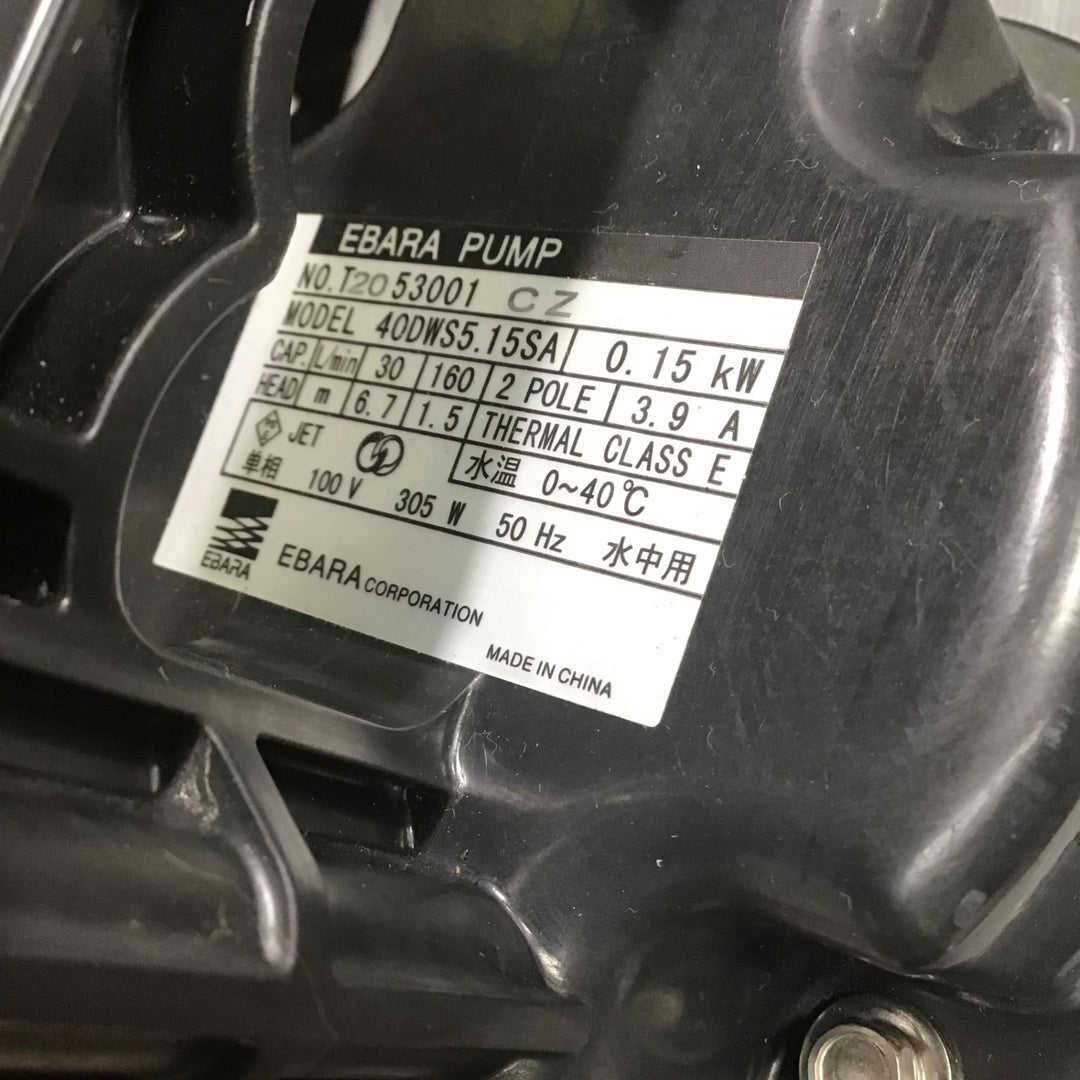 EBARA PUMP
NO. T2053001 CZ
MODEL 40DWS5.15SA 0.15 kW
CAP. L/min 30 160 2 POLE 3.9 A
HEAD m 6.7 1.5 THERMAL CLASS E
JET 水温 0~40℃
単相 100 V 305 W 50 Hz 水中用
EBARA
EBARA CORPORATION
MADE IN CHINA